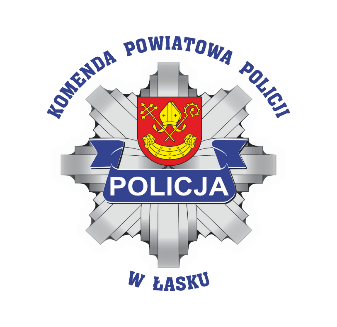 KOMENDA POWIATOWA POLICJI
POLICJA
W ŁASKU